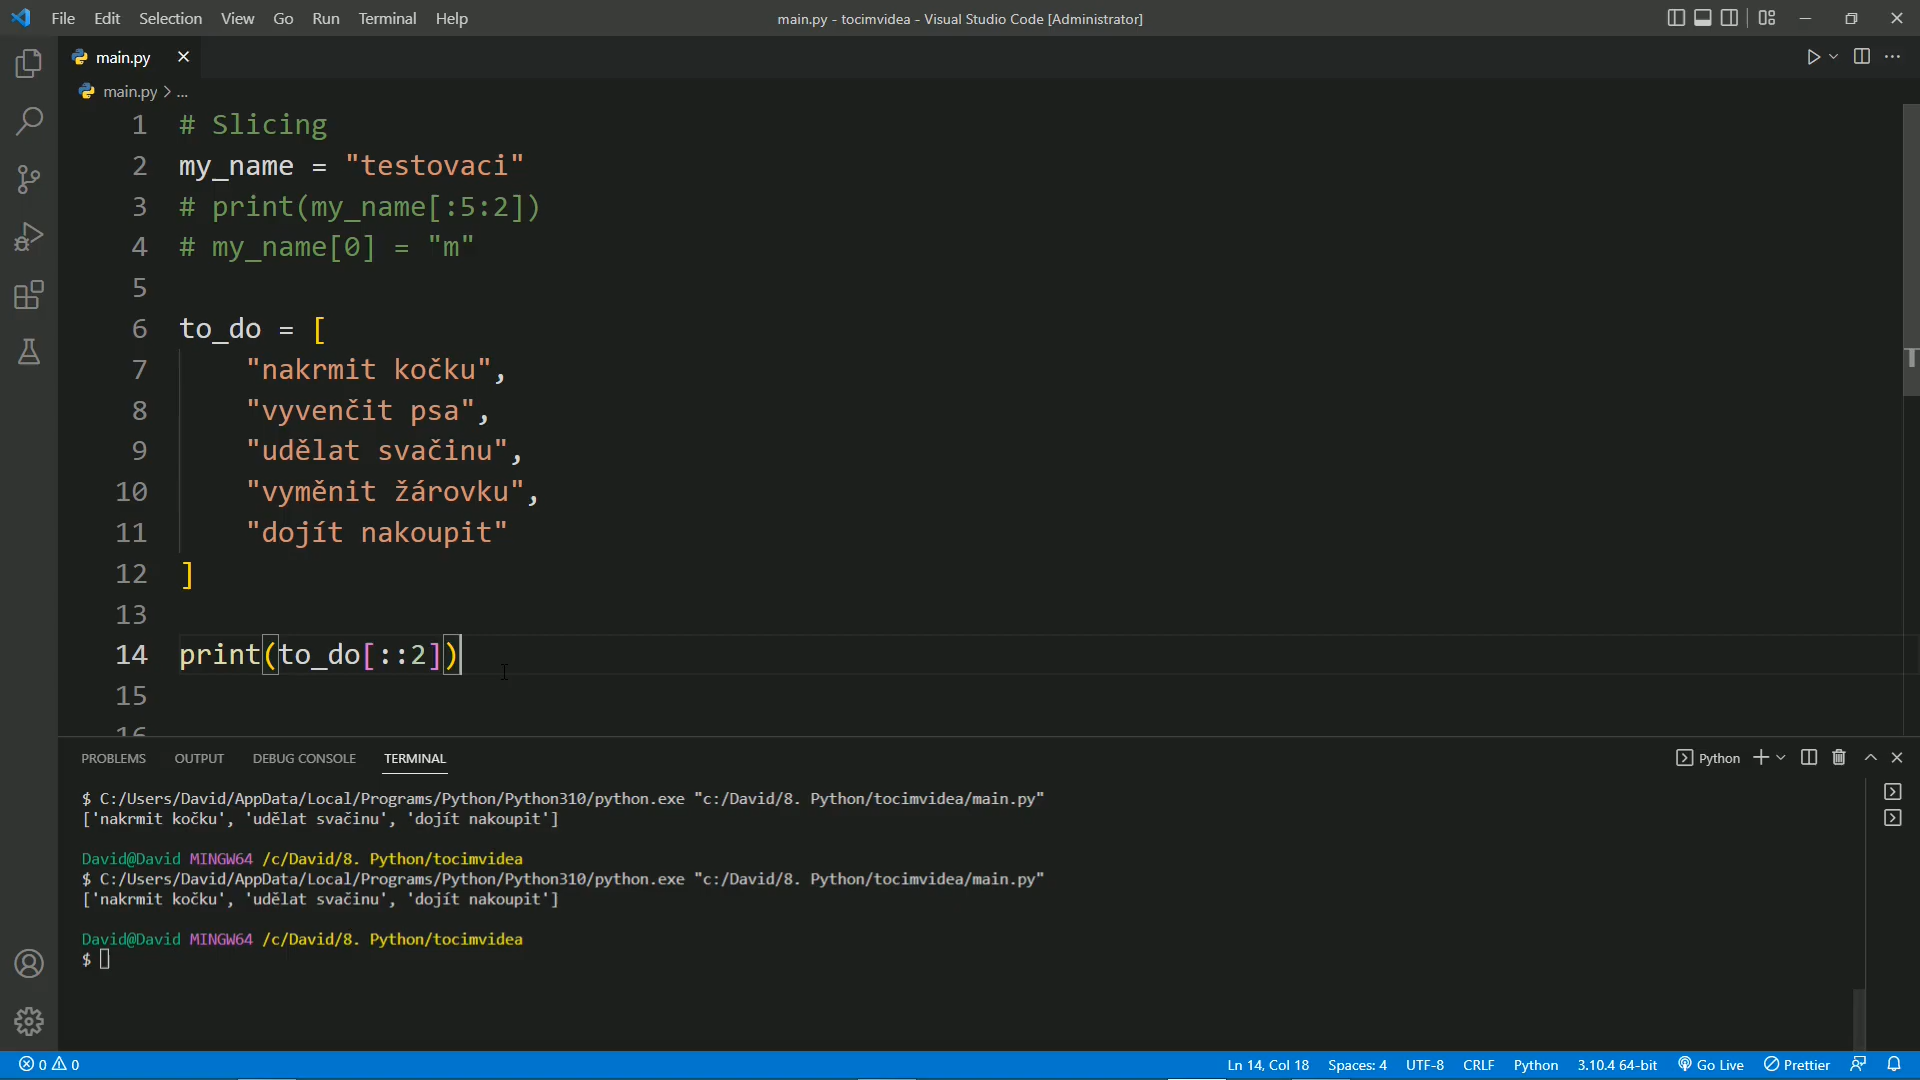 File Edit Selection View Go Run Terminal Help
main.py - tocimvidea - Visual Studio Code [Administrator]
main.py
main.py > ...
1 # Slicing
2 my_name = "testovaci"
3 # print(my_name[:5:2])
4 # my_name[0] = "m"
5
6 to_do = [
7 "nakrmit kočku",
8 "vyvenčit psa",
9 "udělat svačinu",
10 "vyměnit žárovku",
11 "dojít nakoupit"
12 ]
13
14 print(to_do[::2])
15
16
PROBLEMS OUTPUT DEBUG CONSOLE TERMINAL
Python
$ C:/Users/David/AppData/Local/Programs/Python/Python310/python.exe "c:/David/8. Python/tocimvidea/main.py"
['nakrmit kočku', 'udělat svačinu', 'dojít nakoupit']
David@David MINGW64 /c/David/8. Python/tocimvidea
$ C:/Users/David/AppData/Local/Programs/Python/Python310/python.exe "c:/David/8. Python/tocimvidea/main.py"
['nakrmit kočku', 'udělat svačinu', 'dojít nakoupit']
David@David MINGW64 /c/David/8. Python/tocimvidea
$
0 0
Ln 14, Col 18 Spaces: 4 UTF-8 CRLF Python 3.10.4 64-bit Go Live Prettier